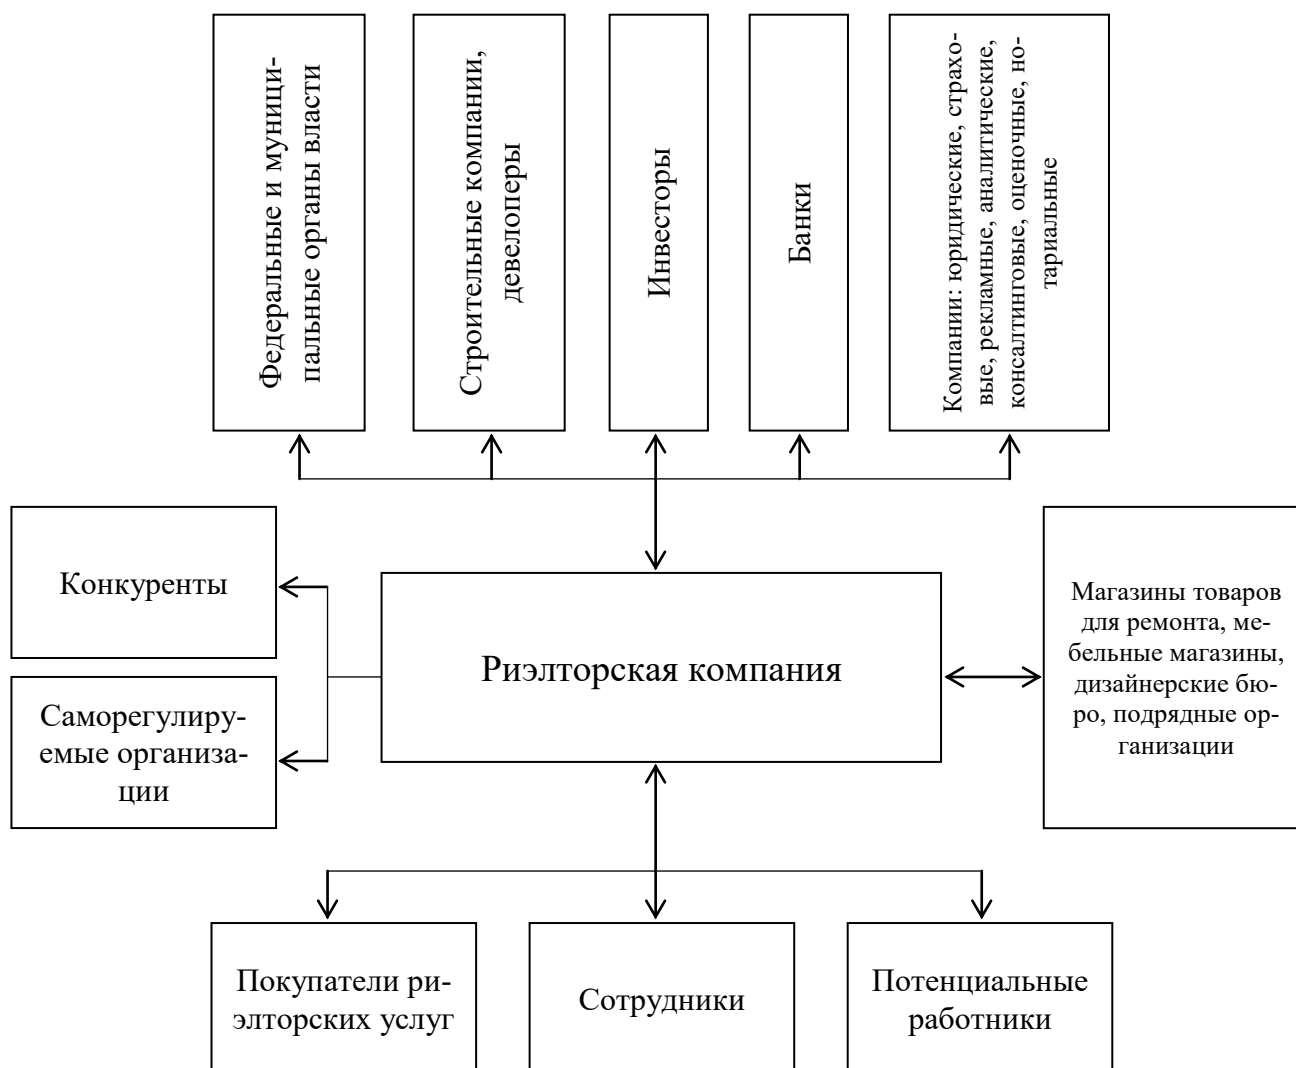 Федеральные и муници-
пальные органы власти
Строительные компании,
девелоперы
Инвесторы
Банки
Компании: юридические, страхо-
вые, рекламные, аналитические,
консалтинговые, оценочные, но-
тариальные
Конкуренты
Саморегулиру-
емые организа-
ции
Риэлторская компания
Магазины товаров
для ремонта, ме-
бельные магазины,
дизайнерские бю-
ро, подрядные ор-
ганизации
Покупатели ри-
элторских услуг
Сотрудники
Потенциальные
работники